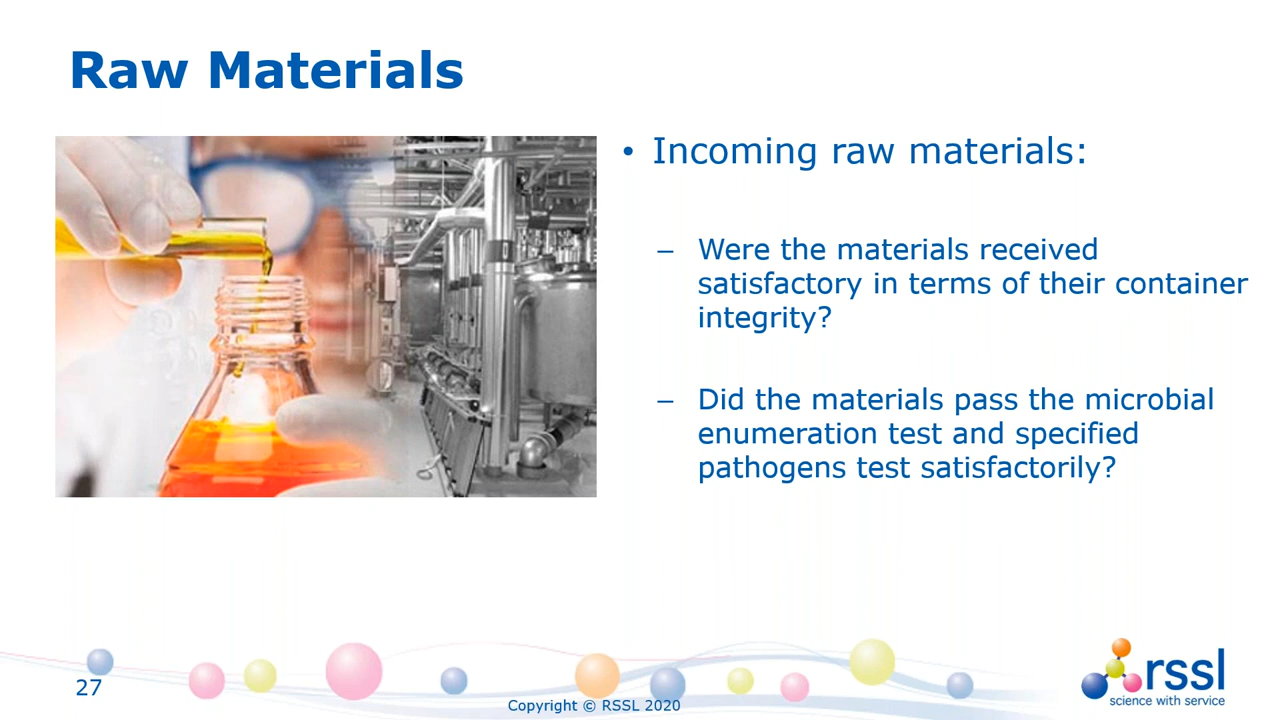 Raw Materials
• Incoming raw materials:
– Were the materials received
satisfactory in terms of their container
integrity?
– Did the materials pass the microbial
enumeration test and specified
pathogens test satisfactorily?
27
Copyright © RSSL 2020
rssl
science with service